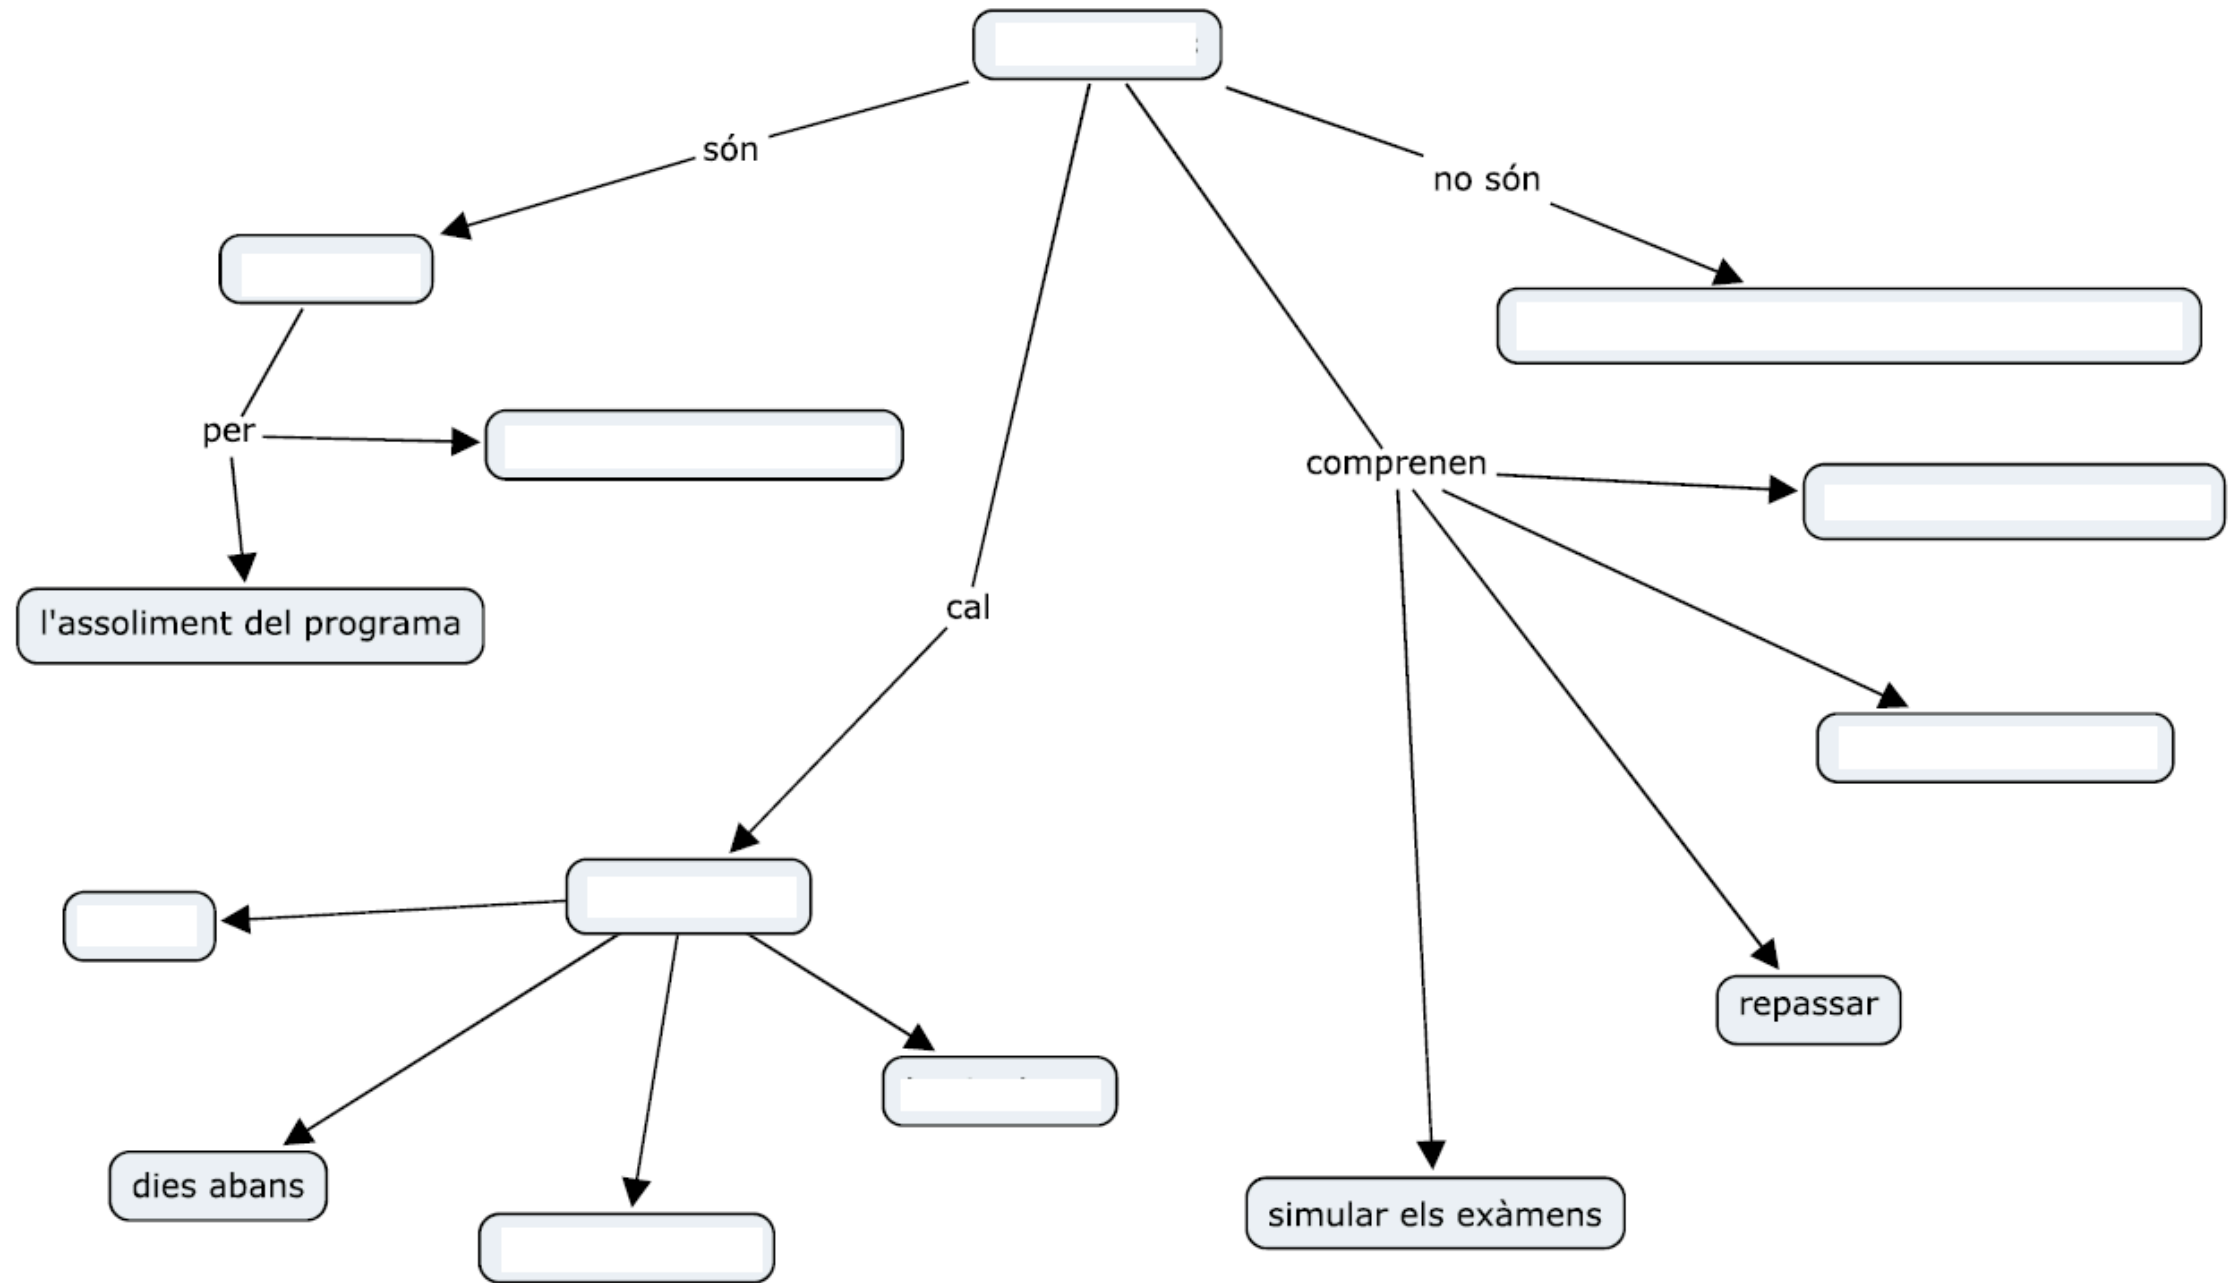 són
no són
per
comprenen
l'assoliment del programa
cal
repassar
dies abans
simular els exàmens